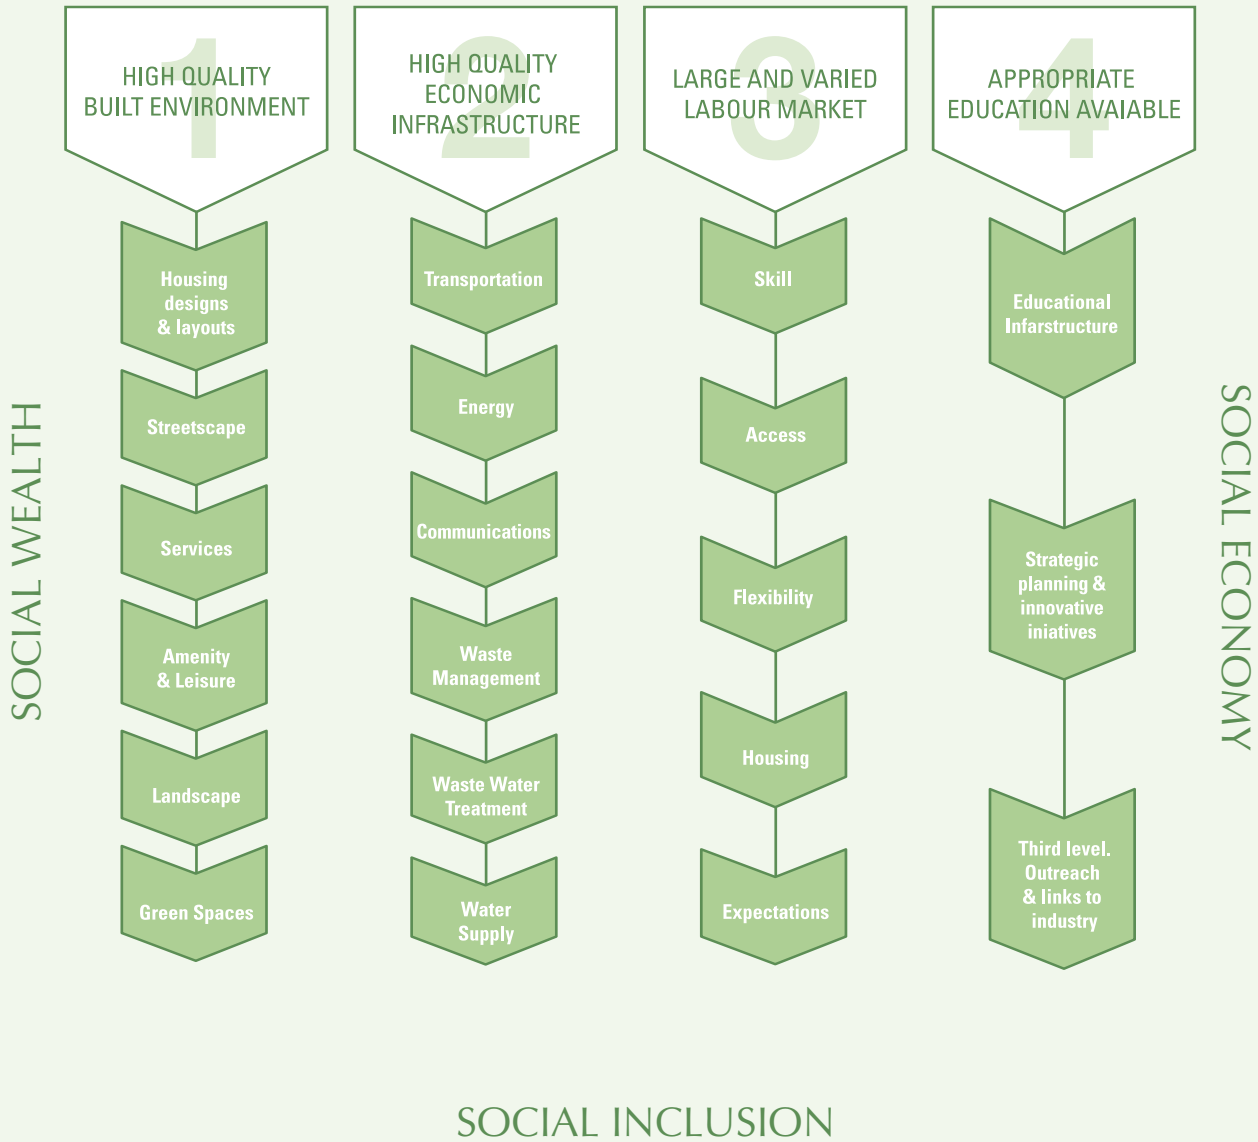 1
HIGH QUALITY
BUILT ENVIRONMENT
Housing
designs
& layouts
Streetscape
Services
Amenity
& Leisure
Landscape
Green Spaces
2
HIGH QUALITY
ECONOMIC
INFRASTRUCTURE
Transportation
Energy
Communications
Waste
Management
Waste Water
Treatment
Water
Supply
3
LARGE AND VARIED
LABOUR MARKET
Skill
Access
Flexibility
Housing
Expectations
4
APPROPRIATE
EDUCATION AVAIABLE
Educational
Infarstructure
Strategic
planning &
innovative
iniatives
Third level.
Outreach
& links to
industry
SOCIAL WEALTH
SOCIAL ECONOMY
SOCIAL INCLUSION